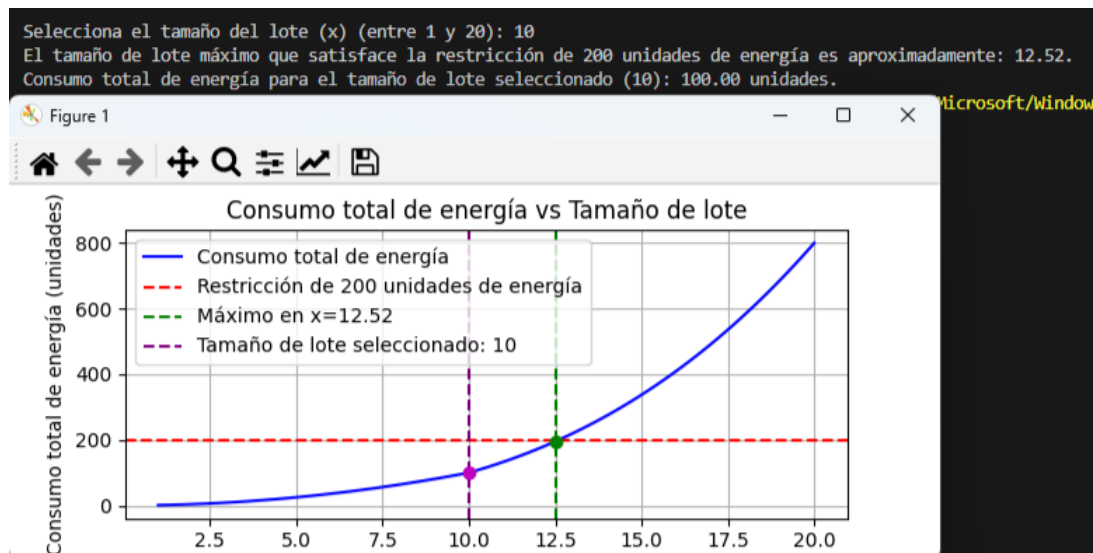 Selecciona el tamaño del lote (x) (entre 1 y 20): 10
El tamaño de lote máximo que satisface la restricción de 200 unidades de energía es aproximadamente: 12.52.
Consumo total de energía para el tamaño de lote seleccionado (10): 100.00 unidades.
Microsoft/Window
Figure 1
Consumo total de energía vs Tamaño de lote
Consumo total de energía (unidades)
800
600
400
200
0
Consumo total de energía
Restricción de 200 unidades de energía
Máximo en x=12.52
Tamaño de lote seleccionado: 10
2.5 5.0 7.5 10.0 12.5 15.0 17.5 20.0